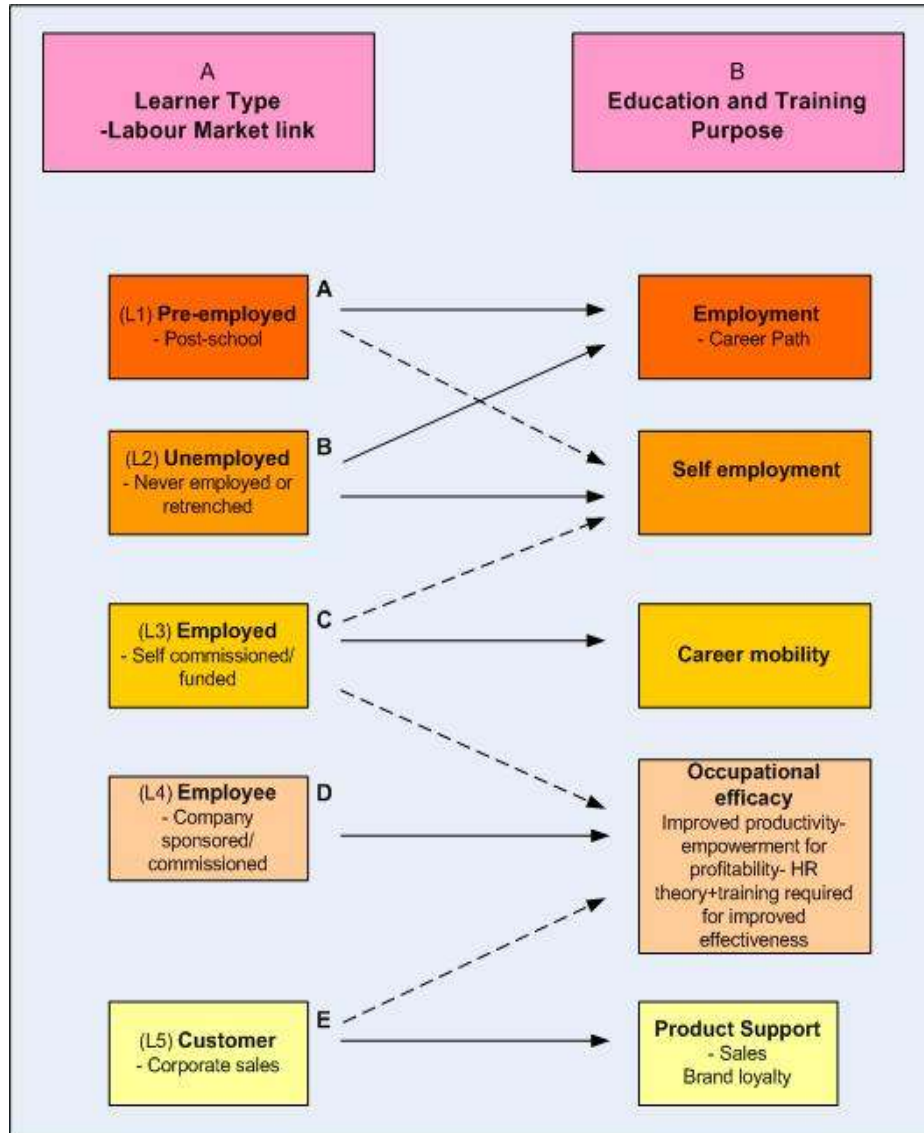 A
Learner Type
-Labour Market link
B
Education and Training
Purpose
(L1) Pre-employed
- Post-school
A
Employment
- Career Path
(L2) Unemployed
- Never employed or
retrenched
B
Self employment
(L3) Employed
- Self commissioned/
funded
C
Career mobility
(L4) Employee
- Company
sponsored/
commissioned
D
Occupational
efficacy
Improved productivity-
empowerment for
profitability- HR
theory+training required
for improved
effectiveness
(L5) Customer
- Corporate sales
E
Product Support
- Sales
Brand loyalty